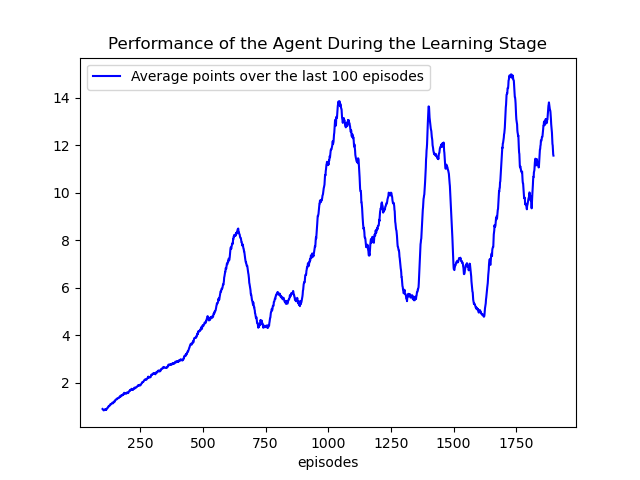 Performance of the Agent During the Learning Stage
Average points over the last 100 episodes
14
12
10
8
6
4
2
250 500 750 1000 1250 1500 1750
episodes